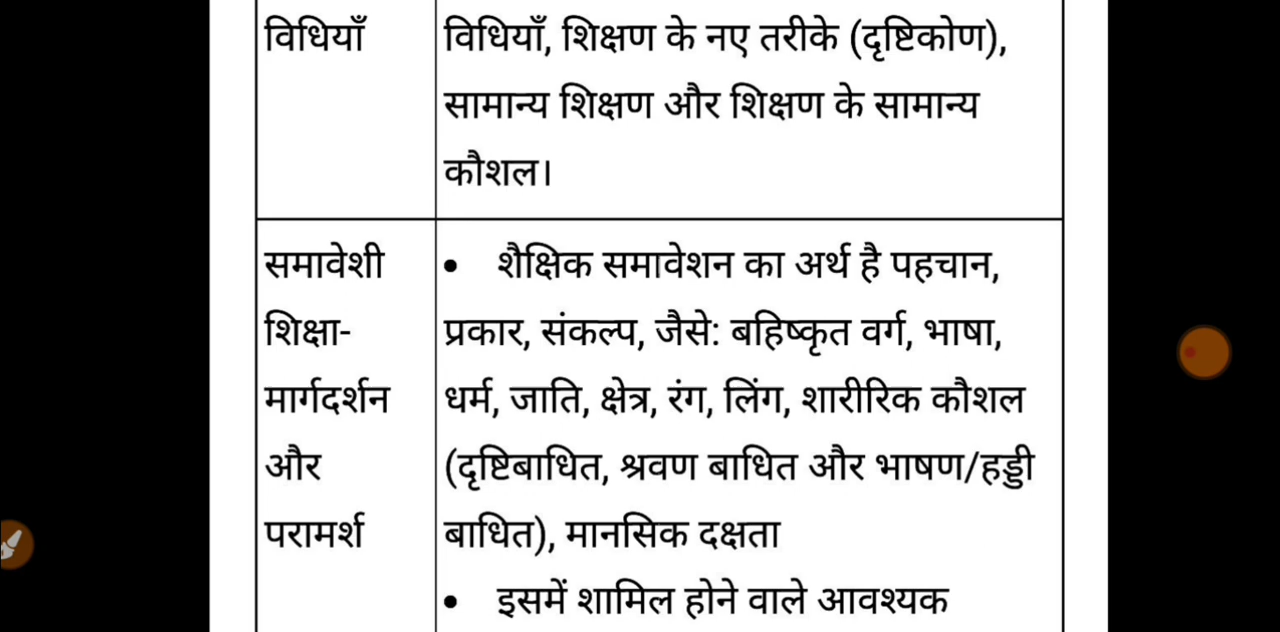 विधियाँ
विधियाँ, शिक्षण के नए तरीके (दृष्टिकोण),
सामान्य शिक्षण और शिक्षण के सामान्य
कौशल।
समावेशी
शिक्षा-
मार्गदर्शन
और
परामर्श
• शैक्षिक समावेशन का अर्थ है पहचान,
प्रकार, संकल्प, जैसे: बहिष्कृत वर्ग, भाषा,
धर्म, जाति, क्षेत्र, रंग, लिंग, शारीरिक कौशल
(दृष्टिबाधित, श्रवण बाधित और भाषण/हड्डी
बाधित), मानसिक दक्षता
• इसमें शामिल होने वाले आवश्यक